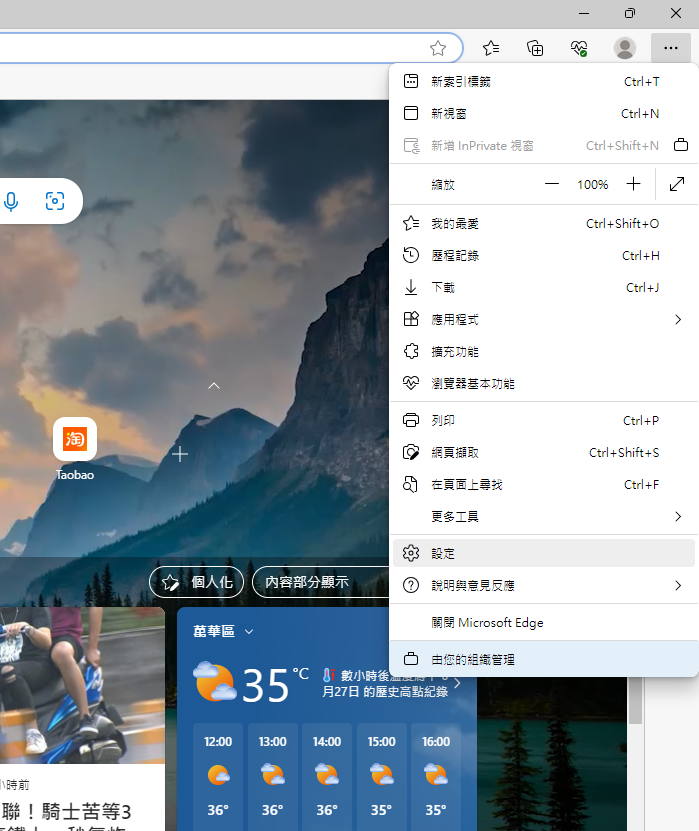 新索引標籤 Ctrl+T
新視窗 Ctrl+N
新增 InPrivate 視窗 Ctrl+Shift+N
縮放 100%
我的最愛 Ctrl+Shift+O
歷程記錄 Ctrl+H
下載 Ctrl+J
應用程式
擴充功能
瀏覽器基本功能
列印 Ctrl+P
網頁擷取 Ctrl+Shift+S
在頁面上尋找 Ctrl+F
更多工具
設定
說明與意見反應
關閉 Microsoft Edge
由您的組織管理
淘
Taobao
個人化
內容部分顯示
萬華區
35 °C
數小時後溫度將平 6
月27日 的歷史高點紀錄
12:00 13:00 14:00 15:00 16:00
36° 36° 36° 35° 35°
小時前
聯！騎士苦等3